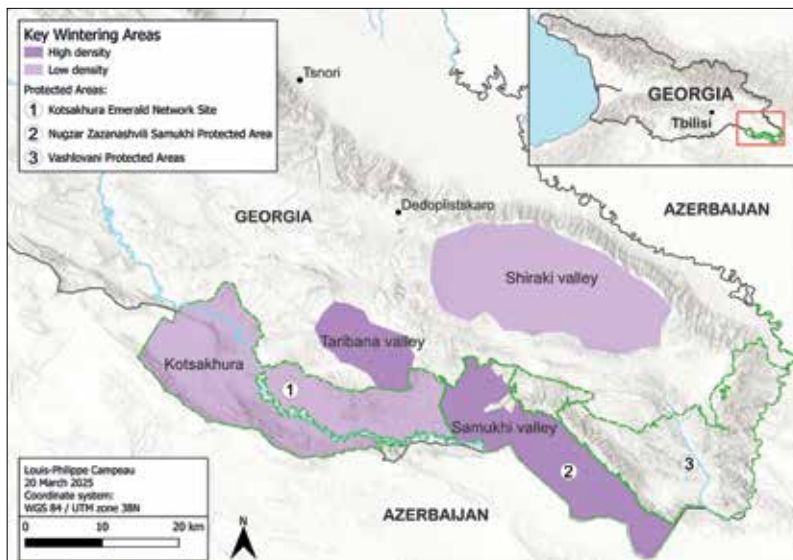 Key Wintering Areas
High density
Low density
Protected Areas:
1 Kotsakhura Emerald Network Site
2 Nugzar Zazanashvili Samukhi Protected Area
3 Vashlovani Protected Areas
Tsnori
GEORGIA
Tbilisi
GEORGIA
Dedoplistskaro
AZERBAIJAN
Shiraki valley
Taribana valley
Kotsakhura
1
Samukhi valley
2
3
Louis-Philippe Campeau
20 March 2025
Coordinate system:
WGS 84 / UTM zone 38N
0 10 20 km
N
AZERBAIJAN